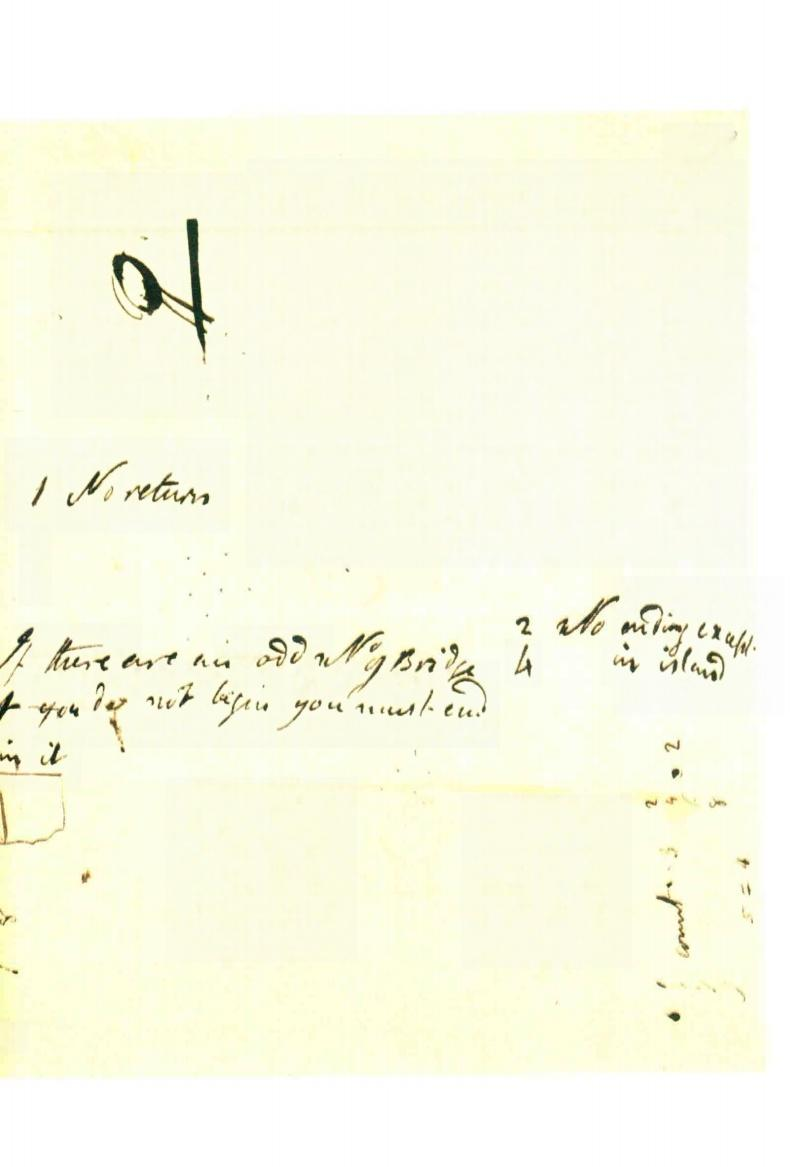 1 No return
2 No ending except
If there are an odd No of Bridges 4 in island
if you do not begin you must end
in it